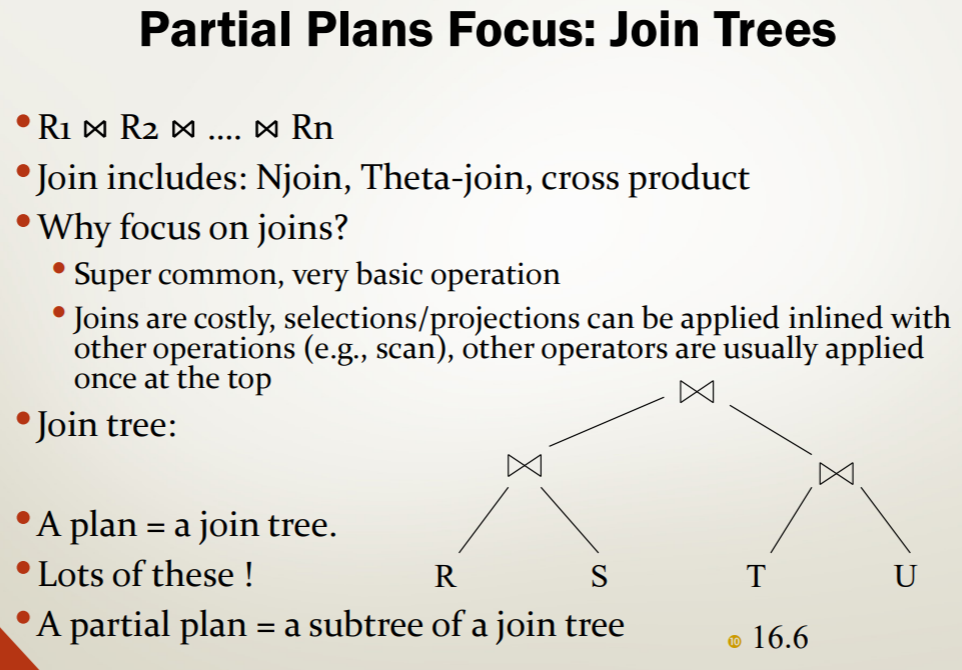 Partial Plans Focus: Join Trees
• R1 ⋈ R2 ⋈ .... ⋈ Rn
• Join includes: Njoin, Theta-join, cross product
• Why focus on joins?
• Super common, very basic operation
• Joins are costly, selections/projections can be applied inlined with
other operations (e.g., scan), other operators are usually applied
once at the top
⋈
• Join tree:
⋈ ⋈
• A plan = a join tree.
• Lots of these !
R S T U
• A partial plan = a subtree of a join tree
10 16.6